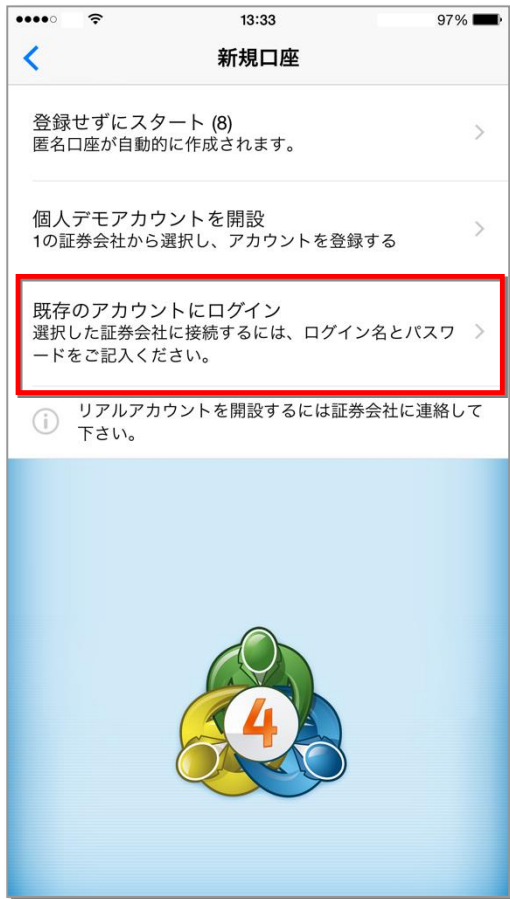 13:33
97%
新規口座
登録せずにスタート (8)
匿名口座が自動的に作成されます。
個人デモアカウントを開設
1の証券会社から選択し、アカウントを登録する
既存のアカウントにログイン
選択した証券会社に接続するには、ログイン名とパスワ
ードをご記入ください。
リアルアカウントを開設するには証券会社に連絡して
下さい。
4